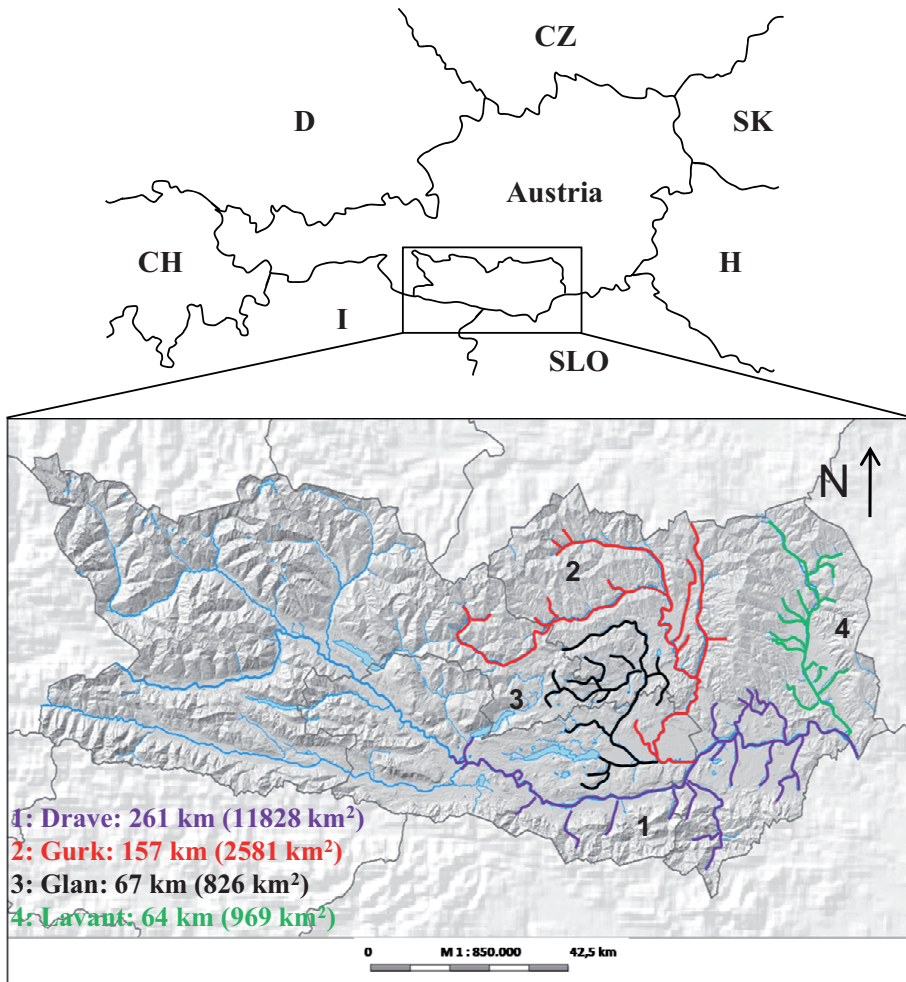 CZ
D
SK
Austria
CH
H
I
SLO
N
2
4
3
1
1: Drave: 261 km (11828 km²)
2: Gurk: 157 km (2581 km²)
3: Glan: 67 km (826 km²)
4: Lavant: 64 km (969 km²)
0 M 1 : 850.000 42,5 km